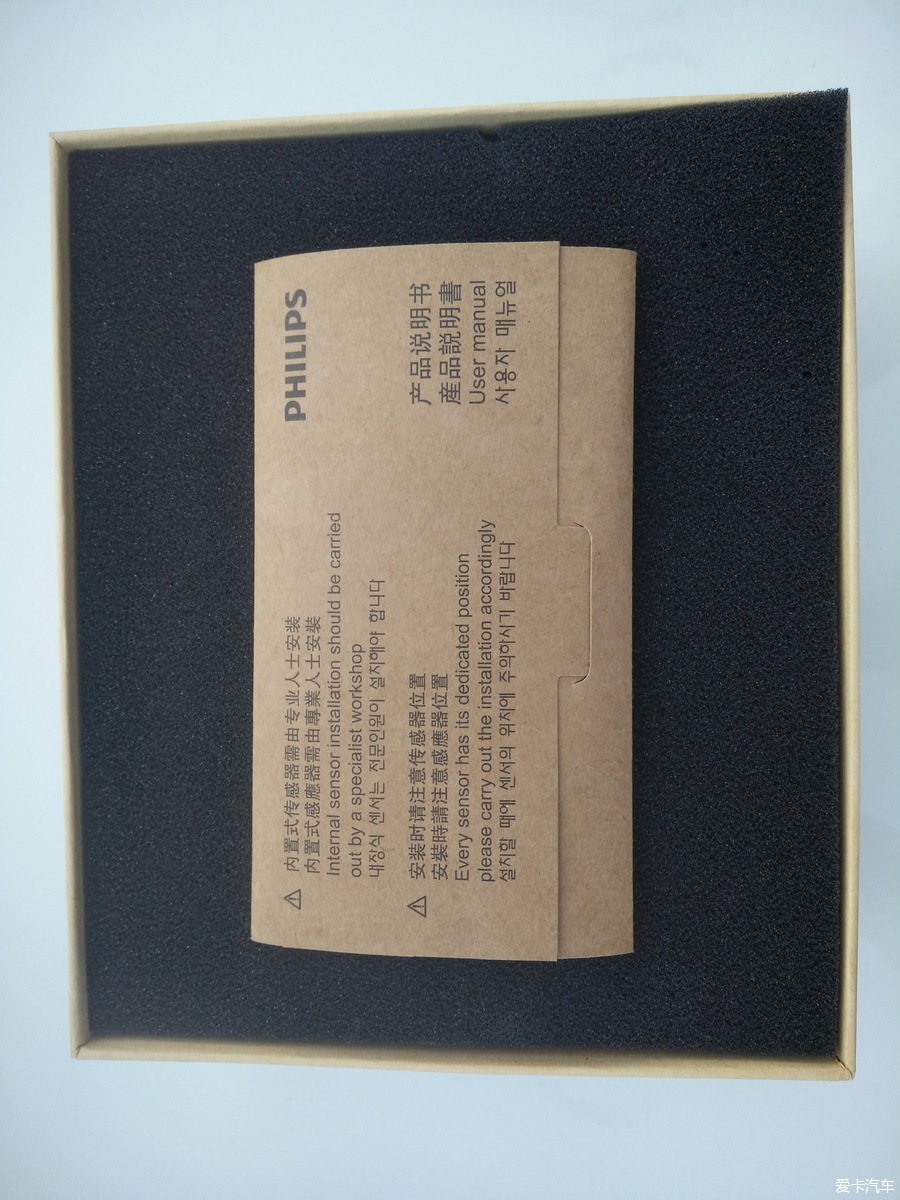 PHILIPS
产品说明书
産品説明書
User manual
사용자 매뉴얼
⚠ 内置式传感器需由专业人士安装
内置式感應器需由專業人士安裝
Internal sensor installation should be carried
out by a specialist workshop
내장식 센서는 전문인원이 설치해야 합니다
⚠ 安装时请注意传感器位置
安裝時請注意感應器位置
Every sensor has its dedicated position
please carry out the installation accordingly
설치할 때에 센서의 위치에 주의하시기 바랍니다
爱卡汽车